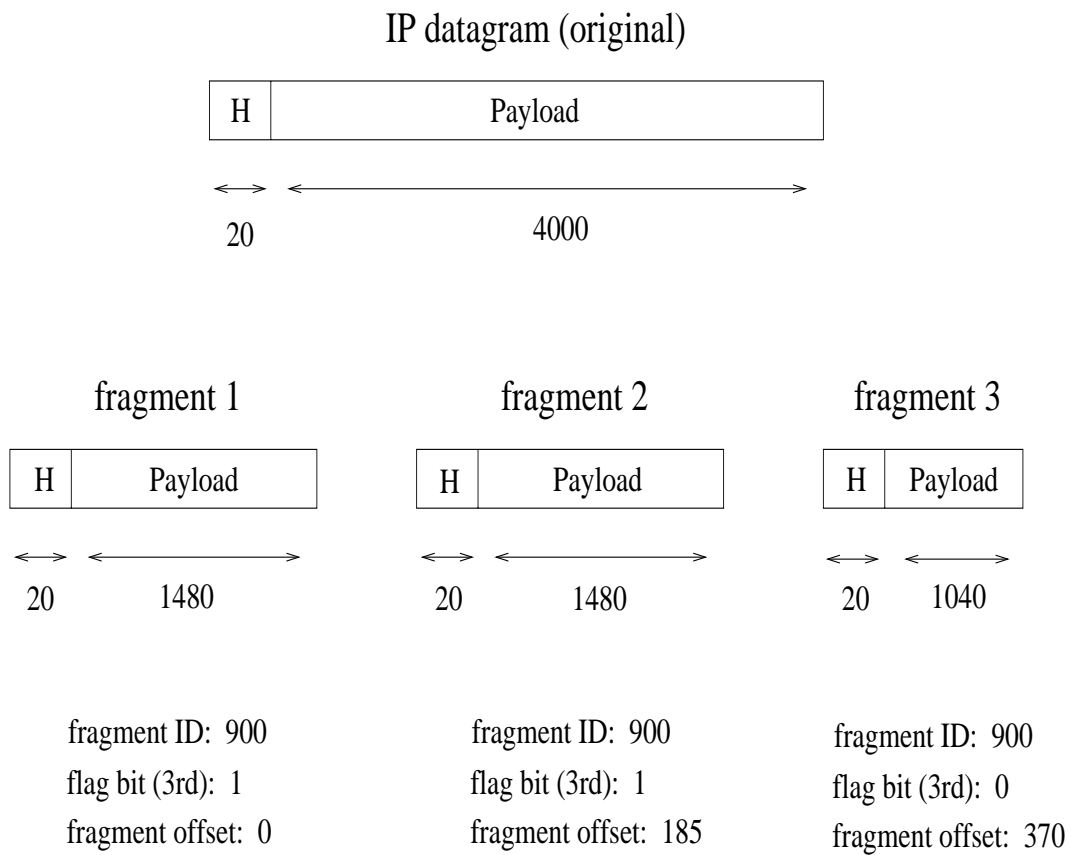 IP datagram (original)
H Payload
20 4000
fragment 1 fragment 2 fragment 3
H Payload H Payload H Payload
20 1480 20 1480 20 1040
fragment ID: 900 fragment ID: 900 fragment ID: 900
flag bit (3rd): 1 flag bit (3rd): 1 flag bit (3rd): 0
fragment offset: 0 fragment offset: 185 fragment offset: 370